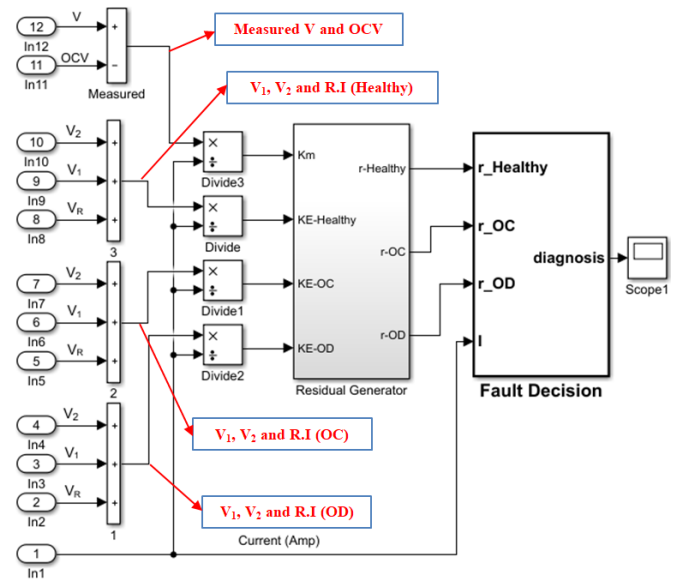 12
V
In12
11
OCV
In11
+
−
Measured
Measured V and OCV
V₁, V₂ and R.I (Healthy)
10
V₂
In10
9
V₁
In9
8
VR
In8
+
+
+
3
7
V₂
In7
6
V₁
In6
5
VR
In5
+
+
+
2
4
V₂
In4
3
V₁
In3
2
VR
In2
+
+
+
1
1
In1
×
÷
Divide3
×
÷
Divide
×
÷
Divide1
×
÷
Divide2
Km
KE-Healthy
KE-OC
KE-OD
r-Healthy
r-OC
r-OD
Residual Generator
r_Healthy
r_OC
r_OD
I
diagnosis
Fault Decision
Scope1
V₁, V₂ and R.I (OC)
V₁, V₂ and R.I (OD)
Current (Amp)